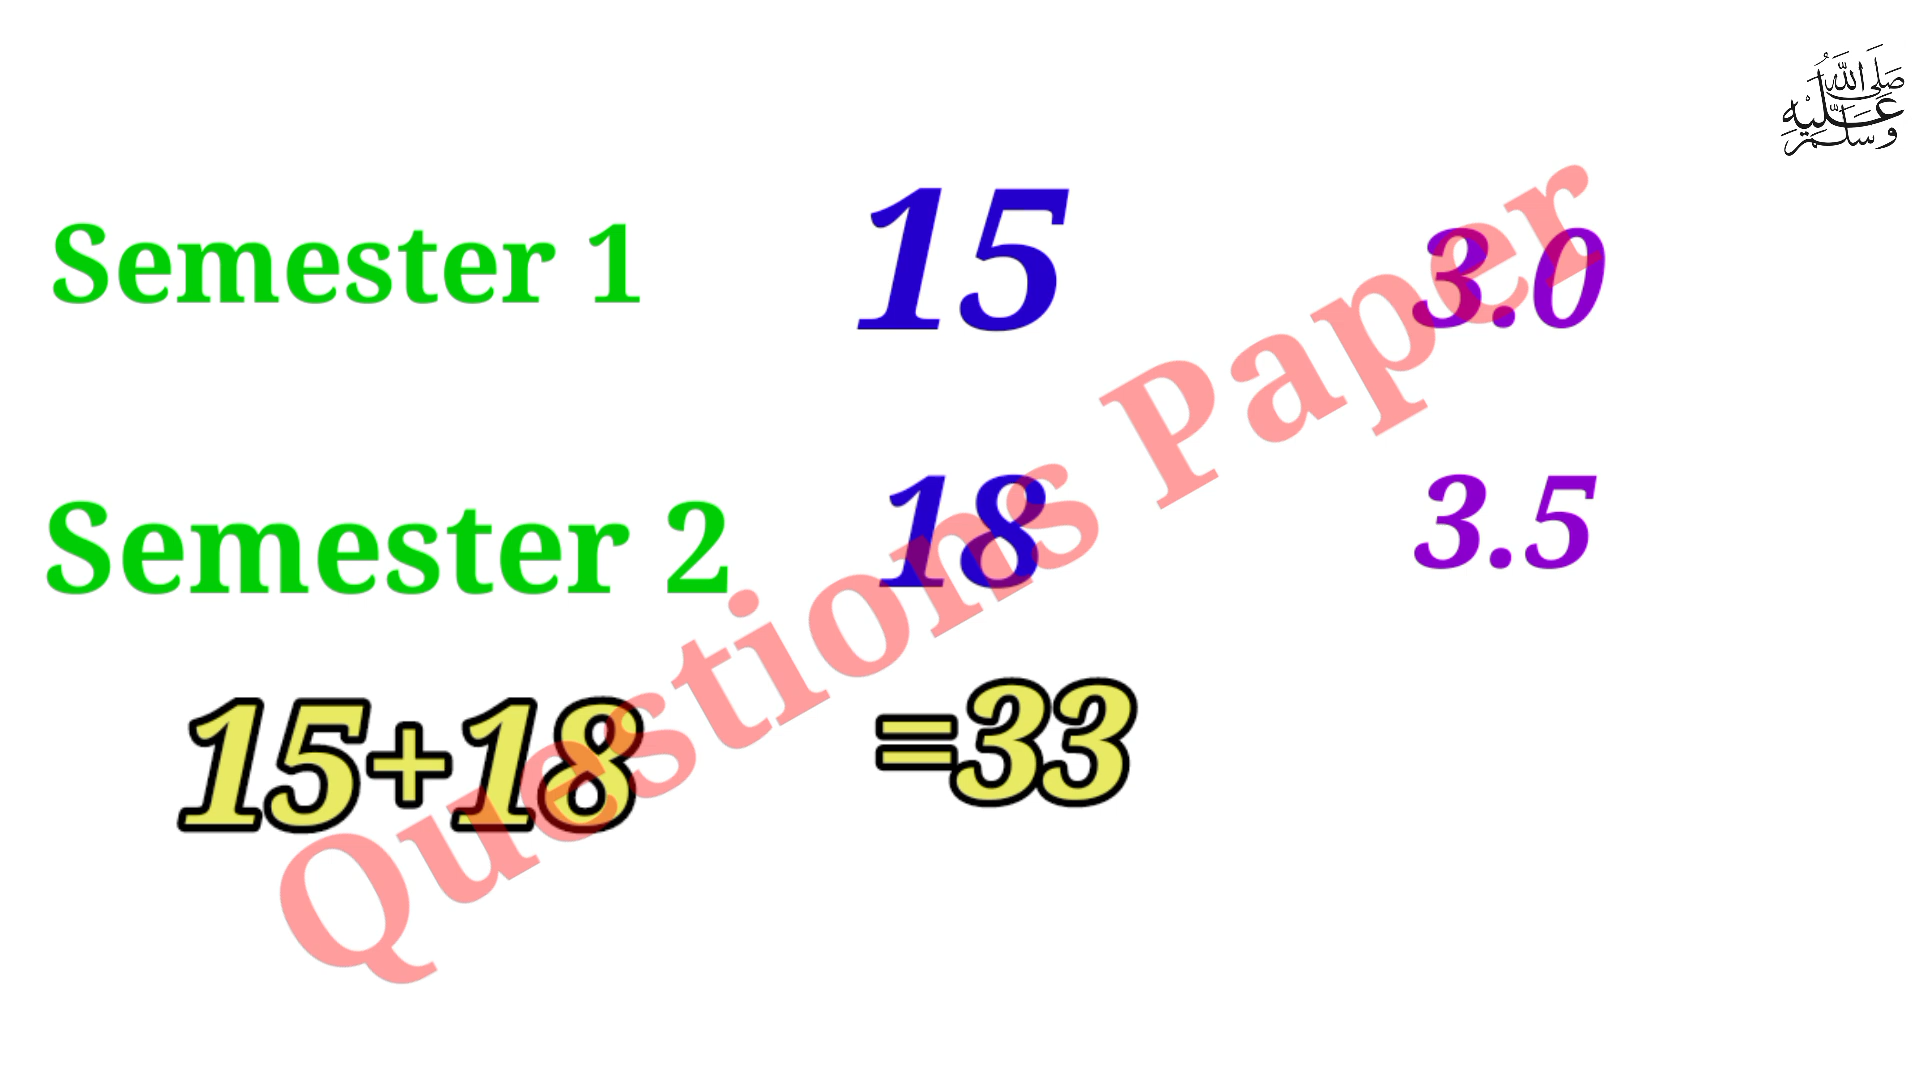 صلى الله
عليه
وسلم
Semester 1 15 3.0
Semester 2 18 3.5
15+18 =33
Questions Paper